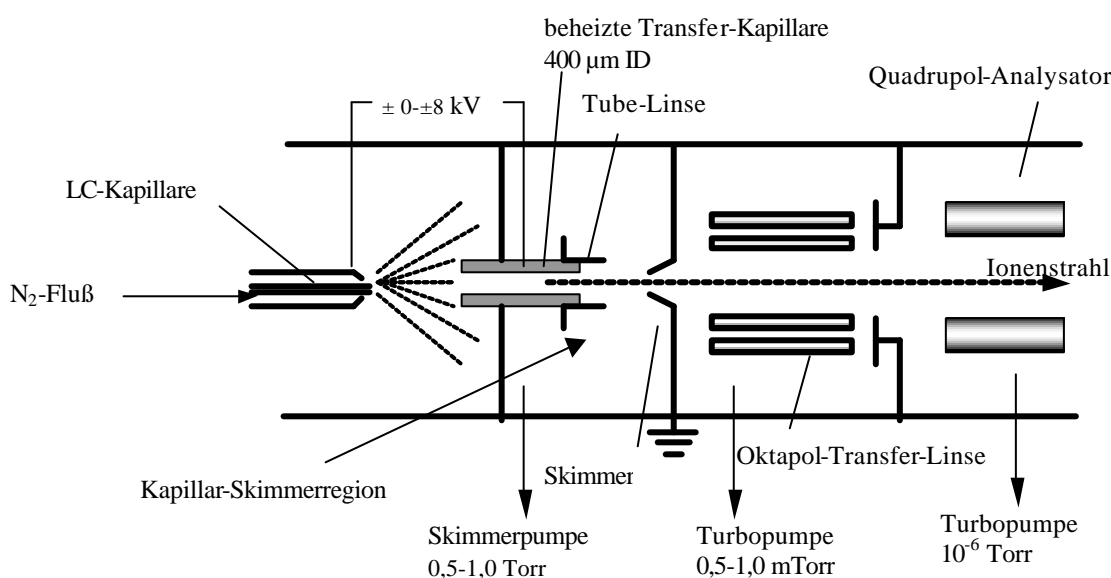 beheizte Transfer-Kapillare
400 µm ID
Quadrupol-Analysator
± 0-±8 kV
Tube-Linse
LC-Kapillare
Ionenstrahl
N₂-Fluß
Oktapol-Transfer-Linse
Skimmer
Kapillar-Skimmerregion
Skimmerpumpe
0,5-1,0 Torr
Turbopumpe
0,5-1,0 mTorr
Turbopumpe
10⁻⁶ Torr